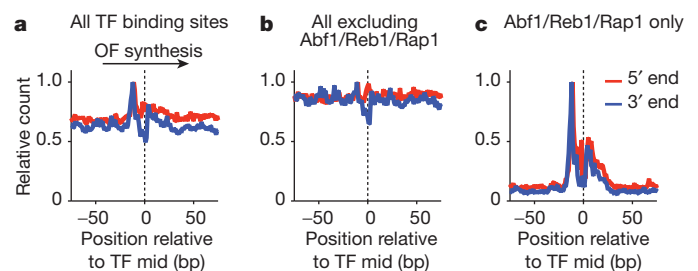 a All TF binding sites
OF synthesis
Relative count
1.0
0.5
0
−50 0 50
Position relative
to TF mid (bp)
b All excluding
Abf1/Reb1/Rap1
1.0
0.5
0
−50 0 50
Position relative
to TF mid (bp)
c Abf1/Reb1/Rap1 only
5′ end
3′ end
1.0
0.5
0
−50 0 50
Position relative
to TF mid (bp)